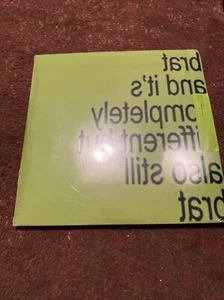 brat
and it's
ompletely
ifferent but
also still
brat